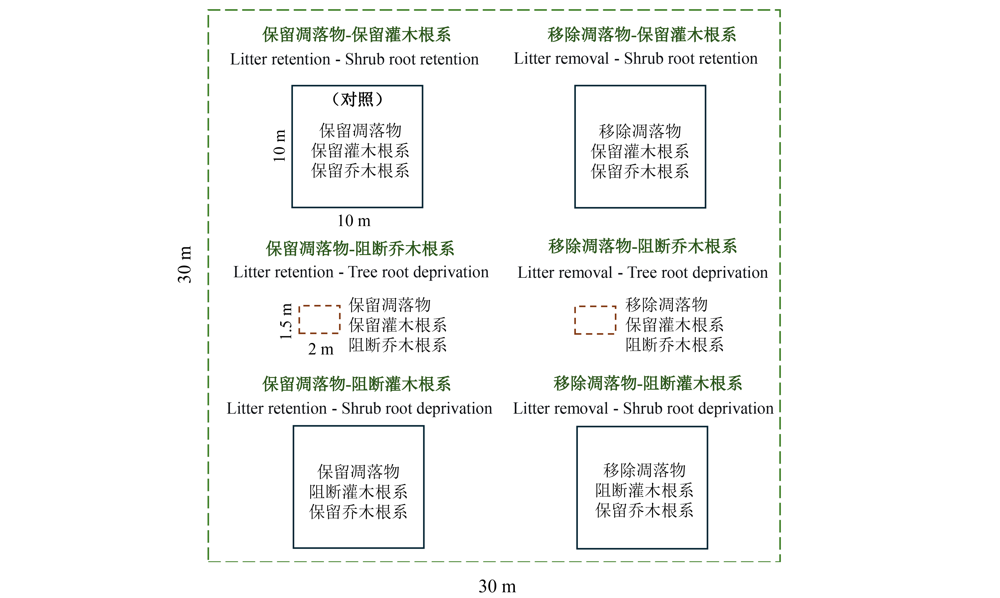 保留凋落物-保留灌木根系
Litter retention - Shrub root retention
移除凋落物-保留灌木根系
Litter removal - Shrub root retention
（对照）
保留凋落物
保留灌木根系
保留乔木根系
10 m
10 m
移除凋落物
保留灌木根系
保留乔木根系
30 m
保留凋落物-阻断乔木根系
Litter retention - Tree root deprivation
移除凋落物-阻断乔木根系
Litter removal - Tree root deprivation
1.5 m
2 m
保留凋落物
保留灌木根系
阻断乔木根系
移除凋落物
保留灌木根系
阻断乔木根系
保留凋落物-阻断灌木根系
Litter retention - Shrub root deprivation
移除凋落物-阻断灌木根系
Litter removal - Shrub root deprivation
保留凋落物
阻断灌木根系
保留乔木根系
移除凋落物
阻断灌木根系
保留乔木根系
30 m